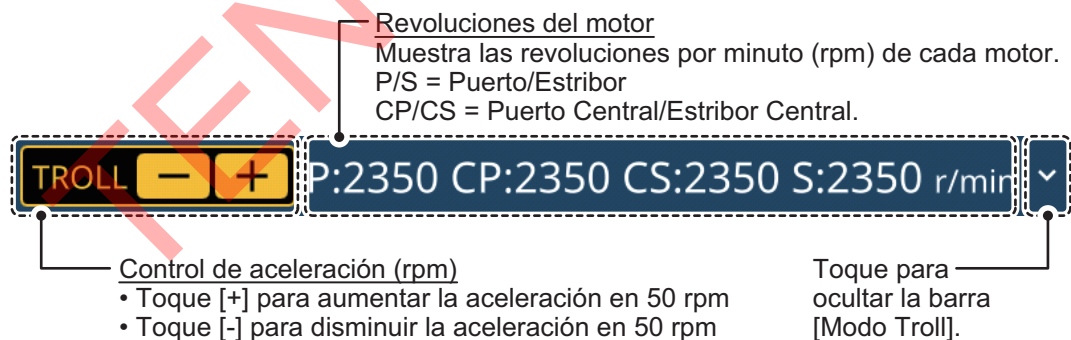 Revoluciones del motor
Muestra las revoluciones por minuto (rpm) de cada motor.
P/S = Puerto/Estribor
CP/CS = Puerto Central/Estribor Central.
TROLL − + P:2350 CP:2350 CS:2350 S:2350 r/min
Control de aceleración (rpm)
• Toque [+] para aumentar la aceleración en 50 rpm
• Toque [-] para disminuir la aceleración en 50 rpm
Toque para
ocultar la barra
[Modo Troll].
TEN